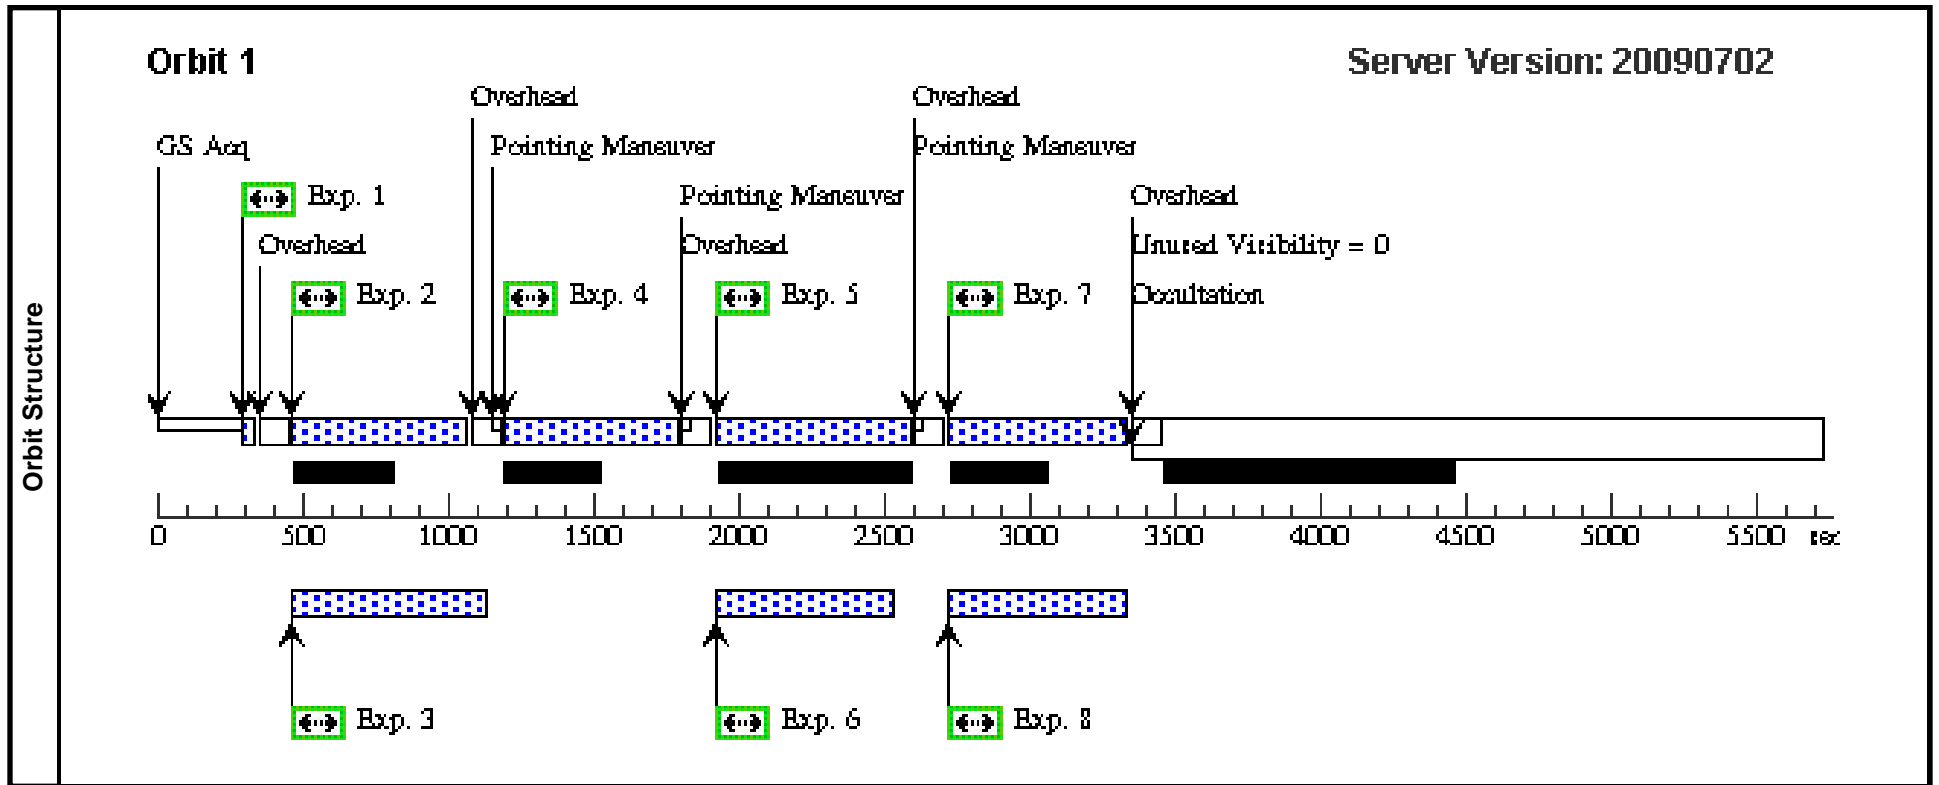 Orbit Structure
Orbit 1
Server Version: 20090702
Overhead
Overhead
GS Acq
Pointing Maneuver
Pointing Maneuver
Exp. 1
Pointing Maneuver
Overhead
Overhead
Overhead
Unused Visibility = 0
Exp. 2
Exp. 4
Exp. 5
Exp. 7
Occultation
0
500
1000
1500
2000
2500
3000
3500
4000
4500
5000
5500
sec
Exp. 3
Exp. 6
Exp. 8